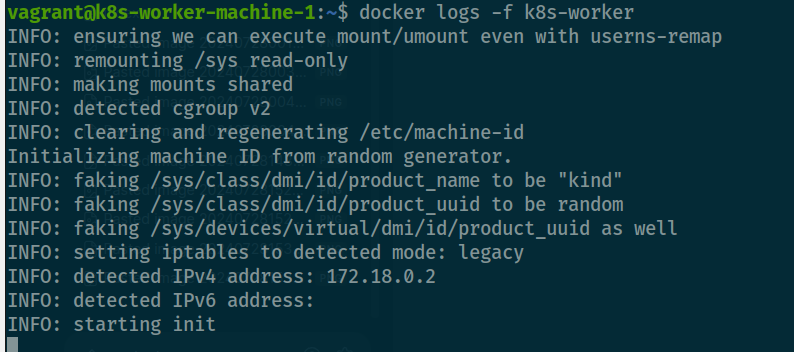 vagrant@k8s-worker-machine-1:~$ docker logs -f k8s-worker
INFO: ensuring we can execute mount/umount even with userns-remap
INFO: remounting /sys read-only
INFO: making mounts shared
INFO: detected cgroup v2
INFO: clearing and regenerating /etc/machine-id
Initializing machine ID from random generator.
INFO: faking /sys/class/dmi/id/product_name to be "kind"
INFO: faking /sys/class/dmi/id/product_uuid to be random
INFO: faking /sys/devices/virtual/dmi/id/product_uuid as well
INFO: setting iptables to detected mode: legacy
INFO: detected IPv4 address: 172.18.0.2
INFO: detected IPv6 address:
INFO: starting init